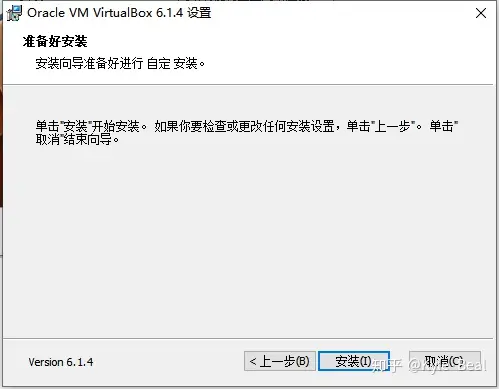 Oracle VM VirtualBox 6.1.4 设置
准备好安装
安装向导准备好进行 自定 安装。
单击"安装"开始安装。 如果你要检查或更改任何安装设置，单击"上一步"。 单击"
取消"结束向导。
Version 6.1.4
< 上一步(B)
安装(I)
取消(C)
知乎 @kyle_Beal